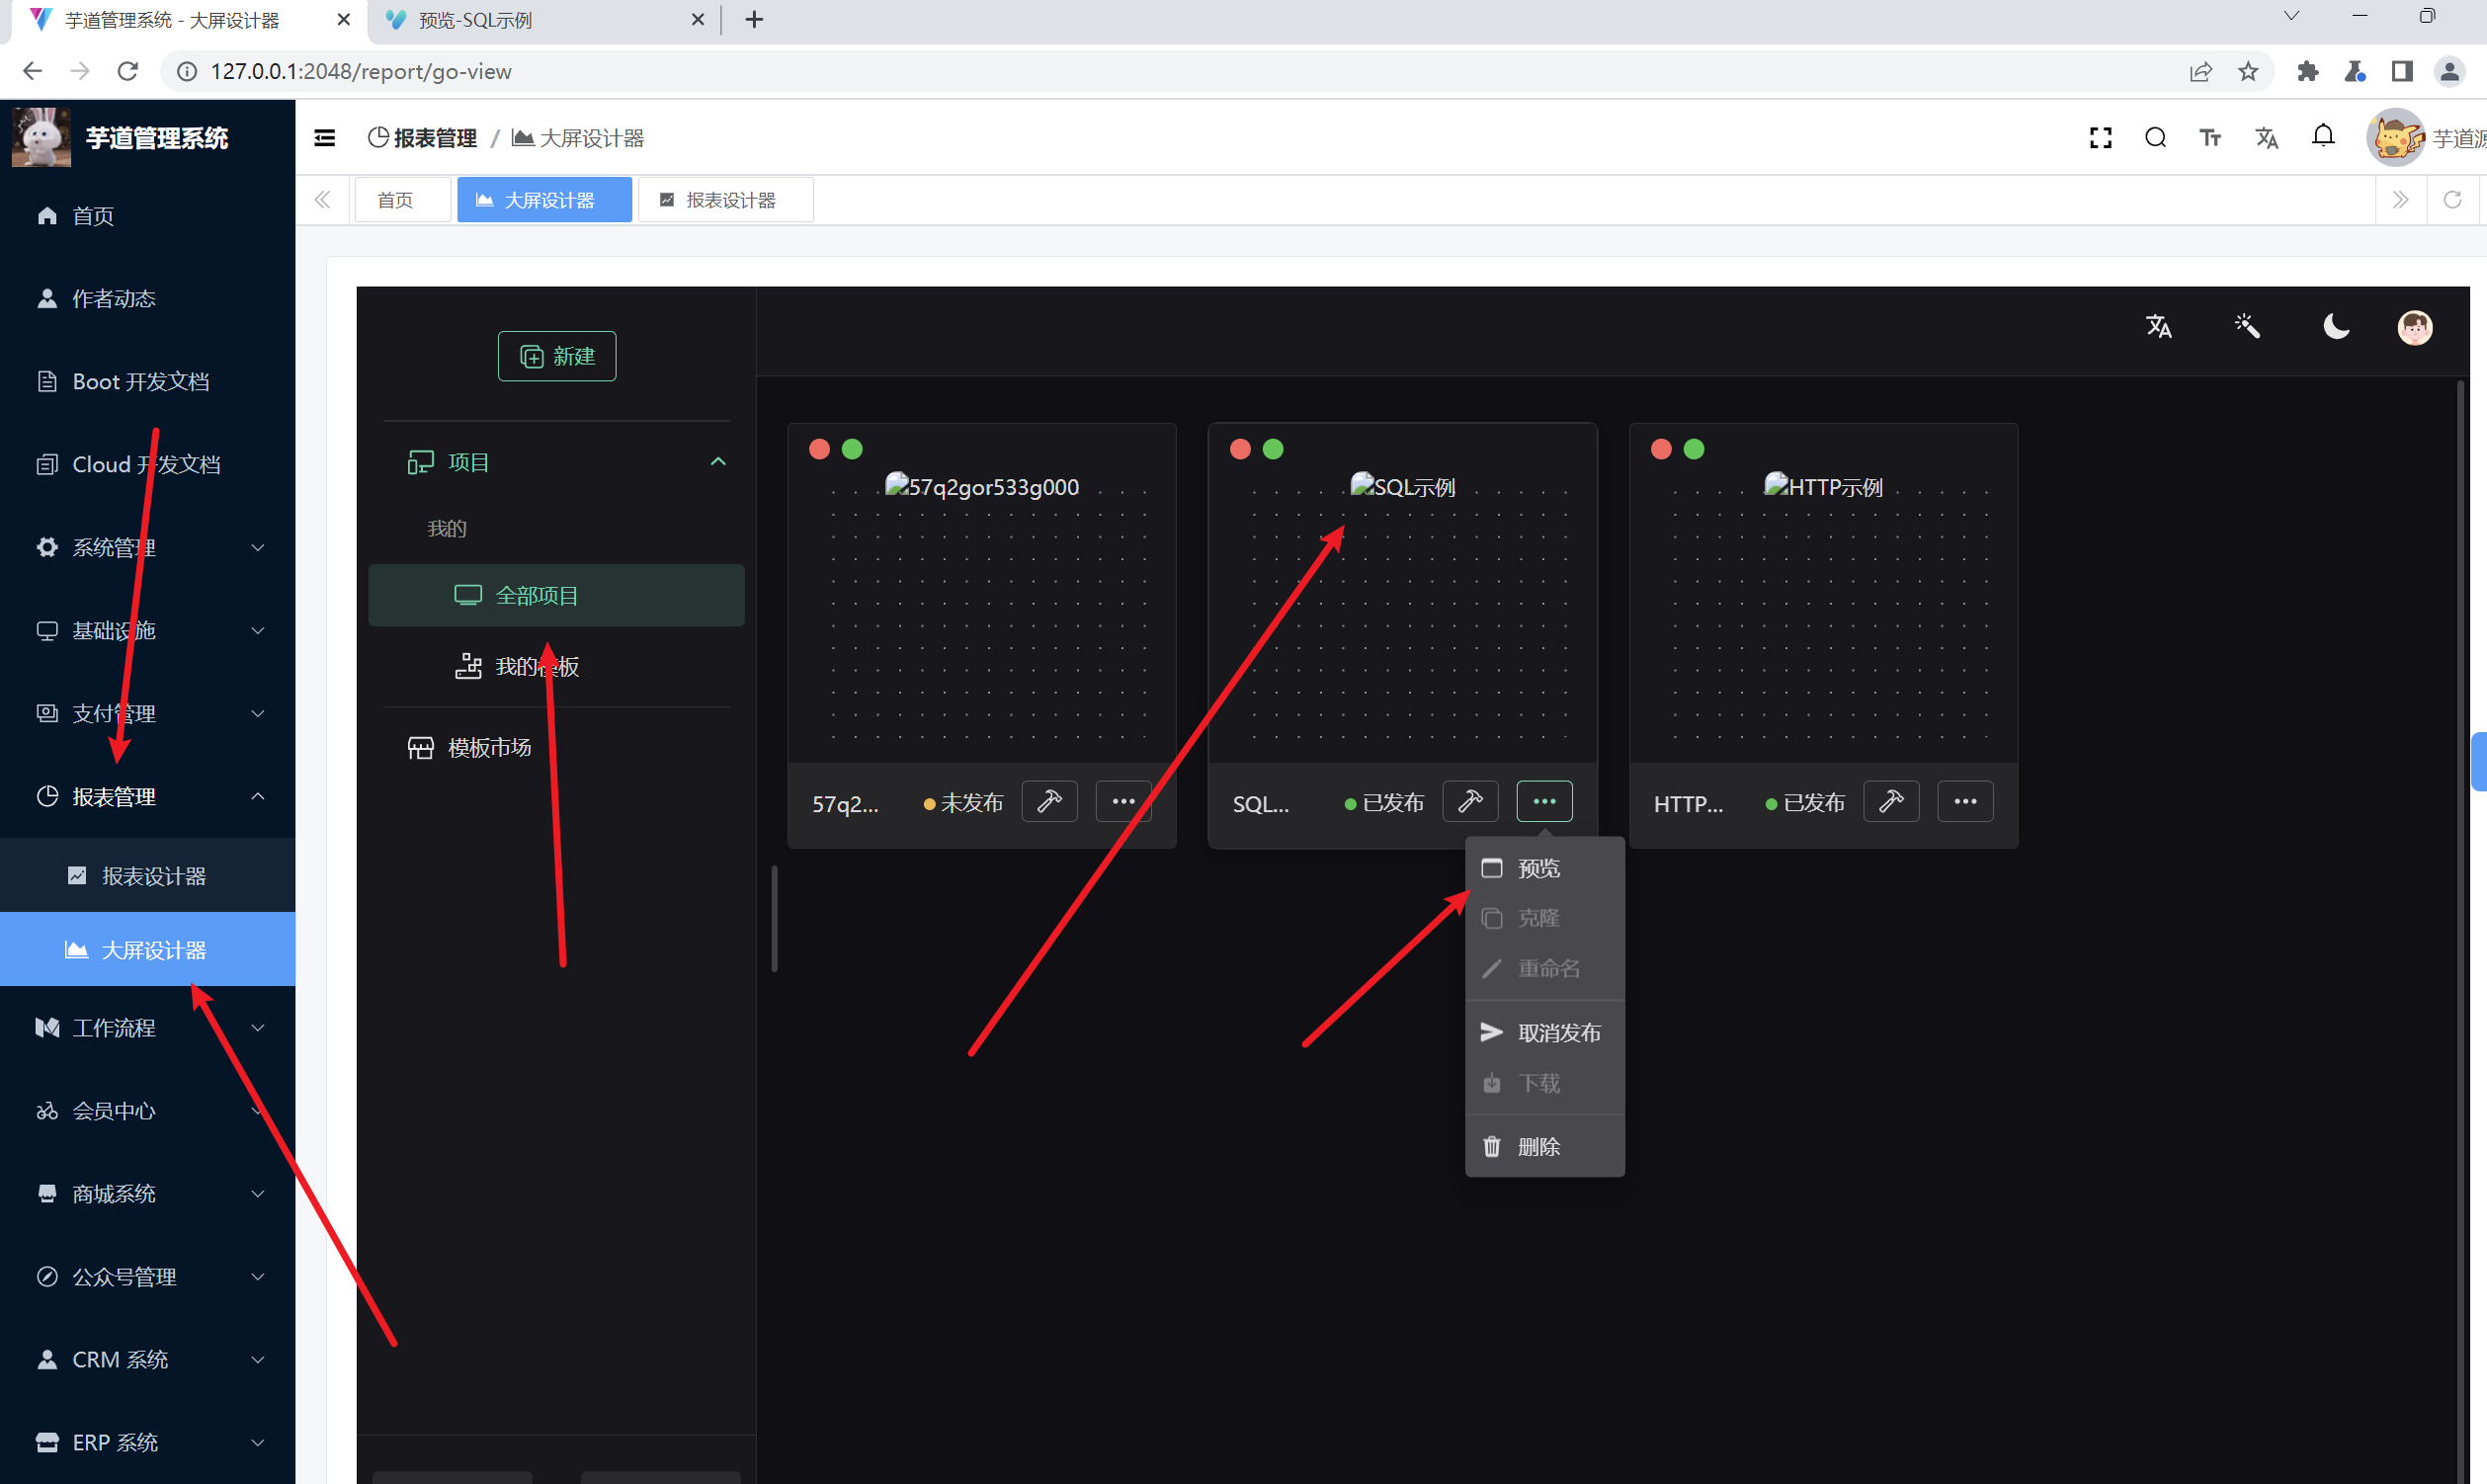 芋道管理系统 - 大屏设计器
预览-SQL示例
127.0.0.1:2048/report/go-view
芋道管理系统
报表管理 / 大屏设计器
芋道源
首页
大屏设计器
报表设计器
首页
作者动态
Boot 开发文档
Cloud 开发文档
系统管理
基础设施
支付管理
报表管理
报表设计器
大屏设计器
工作流程
会员中心
商城系统
公众号管理
CRM 系统
ERP 系统
新建
项目
我的
全部项目
我的模板
模板市场
57q2gor533g000
57q2...
未发布
SQL示例
SQL...
已发布
HTTP示例
HTTP...
已发布
预览
克隆
重命名
取消发布
下载
删除